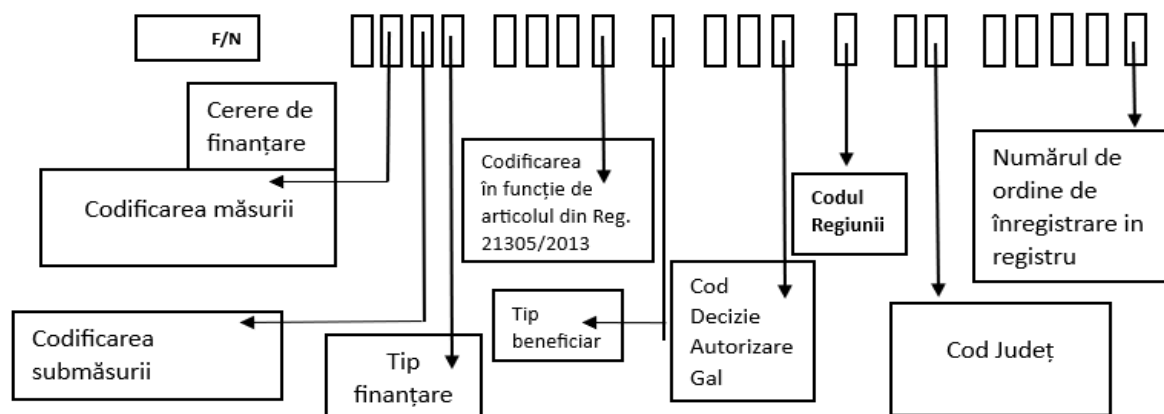 F/N
Cerere de
finanțare
Codificarea măsurii
Codificarea
submăsurii
Tip
finanțare
Codificarea
în funcție de
articolul din Reg.
21305/2013
Tip
beneficiar
Cod
Decizie
Autorizare
Gal
Codul
Regiunii
Cod Județ
Numărul de
ordine de
înregistrare in
registru